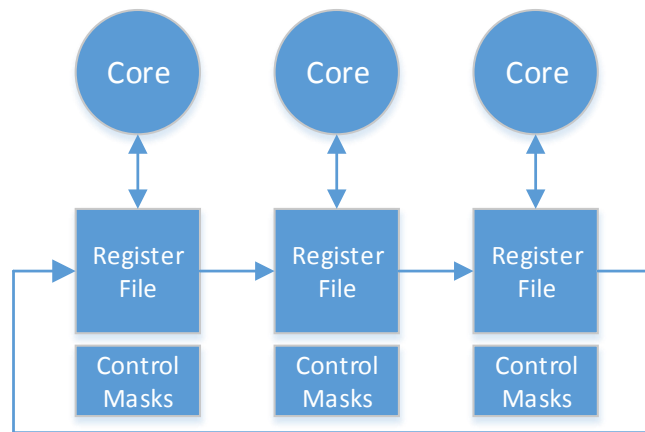 Core
Core
Core
Register
File
Register
File
Register
File
Control
Masks
Control
Masks
Control
Masks